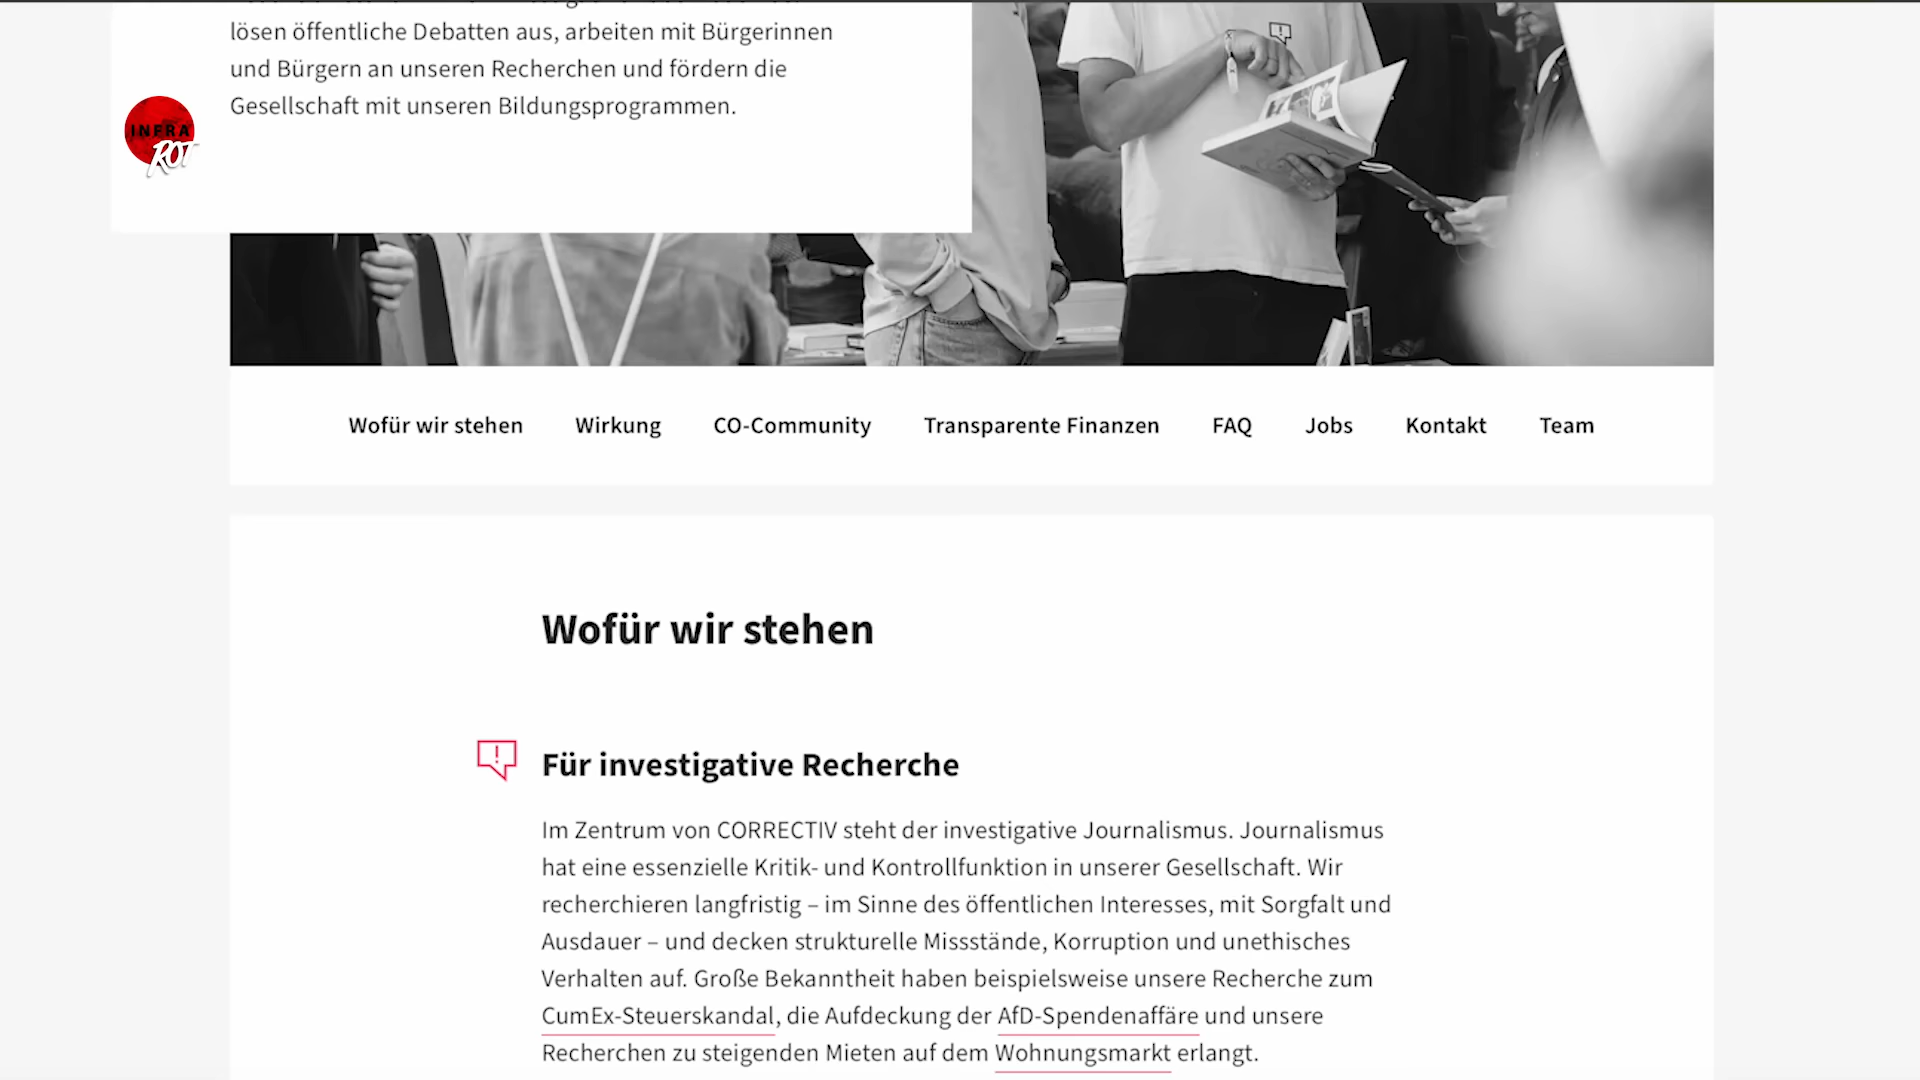 lösen öffentliche Debatten aus, arbeiten mit Bürgerinnen
und Bürgern an unseren Recherchen und fördern die
Gesellschaft mit unseren Bildungsprogrammen.
INFRA
ROT
Wofür wir stehen
Wirkung
CO-Community
Transparente Finanzen
FAQ
Jobs
Kontakt
Team
Wofür wir stehen
Für investigative Recherche
Im Zentrum von CORRECTIV steht der investigative Journalismus. Journalismus
hat eine essenzielle Kritik- und Kontrollfunktion in unserer Gesellschaft. Wir
recherchieren langfristig – im Sinne des öffentlichen Interesses, mit Sorgfalt und
Ausdauer – und decken strukturelle Missstände, Korruption und unethisches
Verhalten auf. Große Bekanntheit haben beispielsweise unsere Recherche zum
CumEx-Steuerskandal, die Aufdeckung der AfD-Spendenaffäre und unsere
Recherchen zu steigenden Mieten auf dem Wohnungsmarkt erlangt.